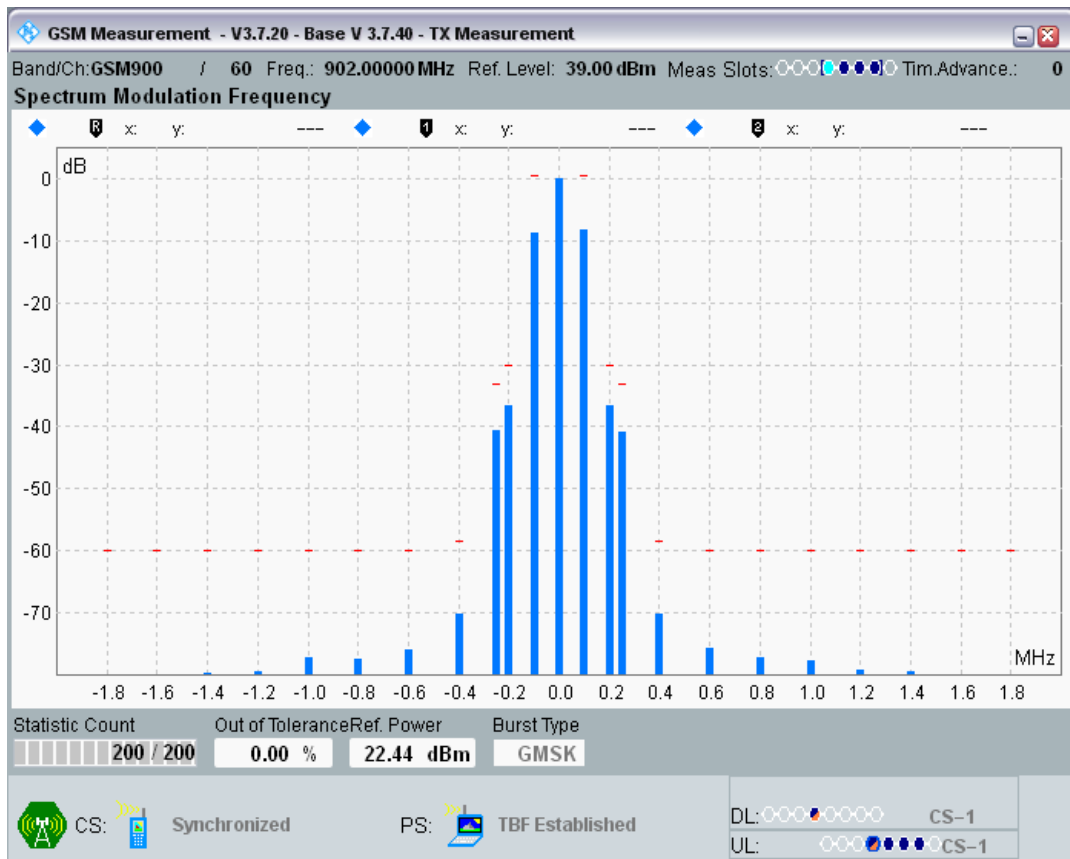 GSM Measurement - V3.7.20 - Base V 3.7.40 - TX Measurement
Band/Ch:GSM900 / 60 Freq.: 902.00000 MHz Ref. Level: 39.00 dBm Meas Slots: Tim.Advance.: 0
Spectrum Modulation Frequency
R x: y: --- 1 x: y: --- 2 x: y: ---
dB
0
-10
-20
-30
-40
-50
-60
-70
MHz
-1.8 -1.6 -1.4 -1.2 -1.0 -0.8 -0.6 -0.4 -0.2 0.0 0.2 0.4 0.6 0.8 1.0 1.2 1.4 1.6 1.8
Statistic Count Out of Tolerance Ref. Power Burst Type
200 / 200 0.00 % 22.44 dBm GMSK
CS: Synchronized PS: TBF Established
DL: CS-1
UL: CS-1